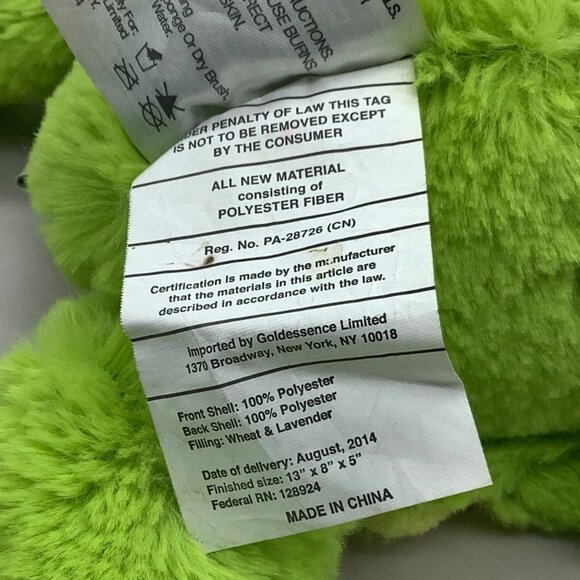 ALS.
UCTIONS.
USE BURNS
RECT
SKIN.
Sponge Or Dry Brush
Water.
For:
Limited
UNDER PENALTY OF LAW THIS TAG
IS NOT TO BE REMOVED EXCEPT
BY THE CONSUMER
ALL NEW MATERIAL
consisting of
POLYESTER FIBER
Reg. No. PA-28726 (CN)
Certification is made by the manufacturer
that the materials in this article are
described in accordance with the law.
Imported by Goldessence Limited
1370 Broadway, New York, NY 10018
Front Shell: 100% Polyester
Back Shell: 100% Polyester
Filling: Wheat & Lavender
Date of delivery: August, 2014
Finished size: 13" x 8" x 5"
Federal RN: 128924
MADE IN CHINA